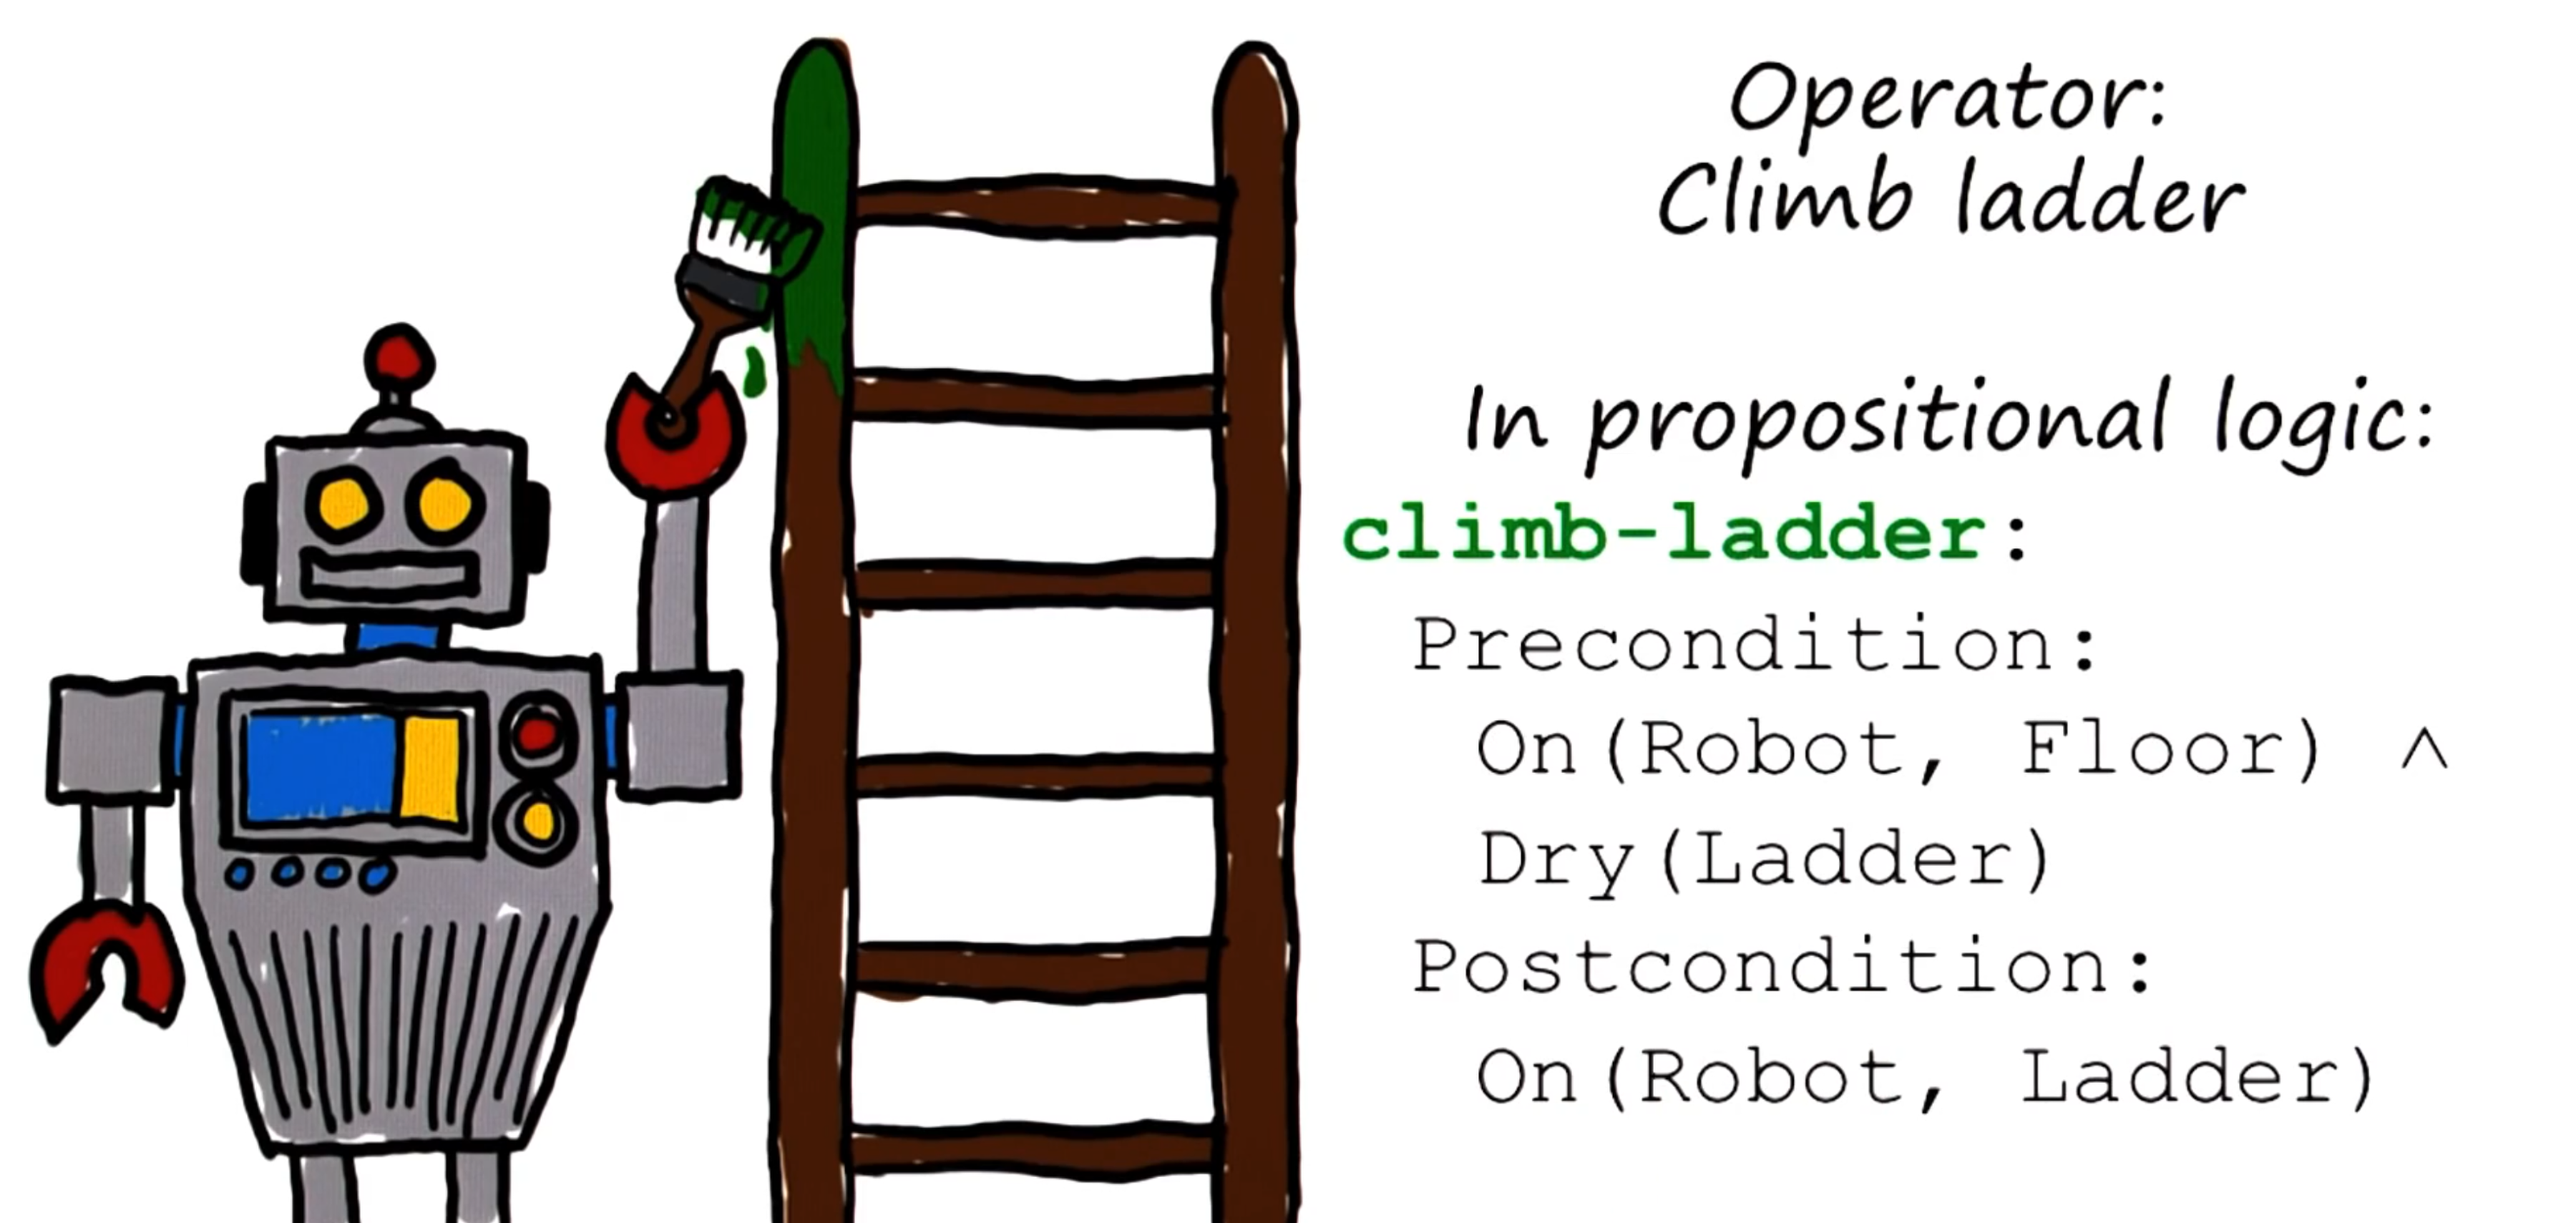 Operator:
Climb ladder
In propositional logic:
climb-ladder:
Precondition:
On(Robot, Floor) ^
Dry(Ladder)
Postcondition:
On(Robot, Ladder)